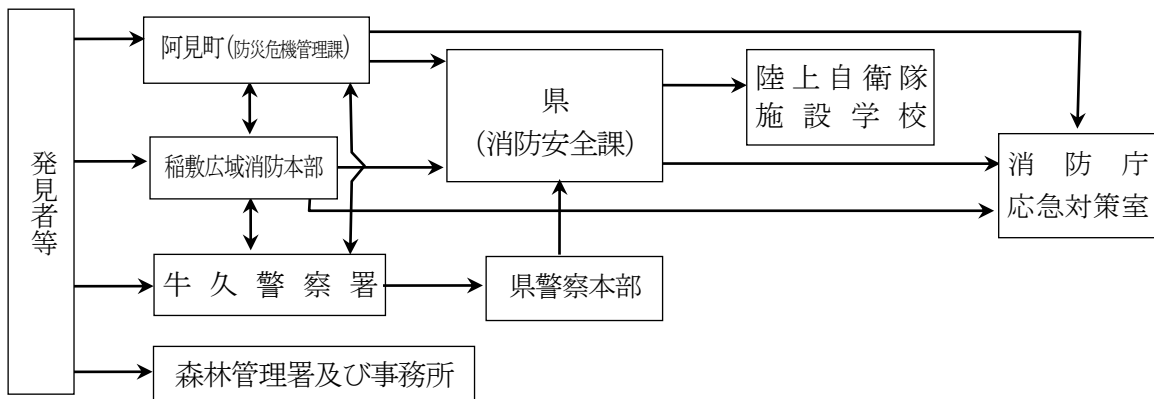 発見者等
阿見町(防災危機管理課)
稲敷広域消防本部
牛久警察署
森林管理署及び事務所
県
(消防安全課)
県警察本部
陸上自衛隊
施設学校
消防庁
応急対策室